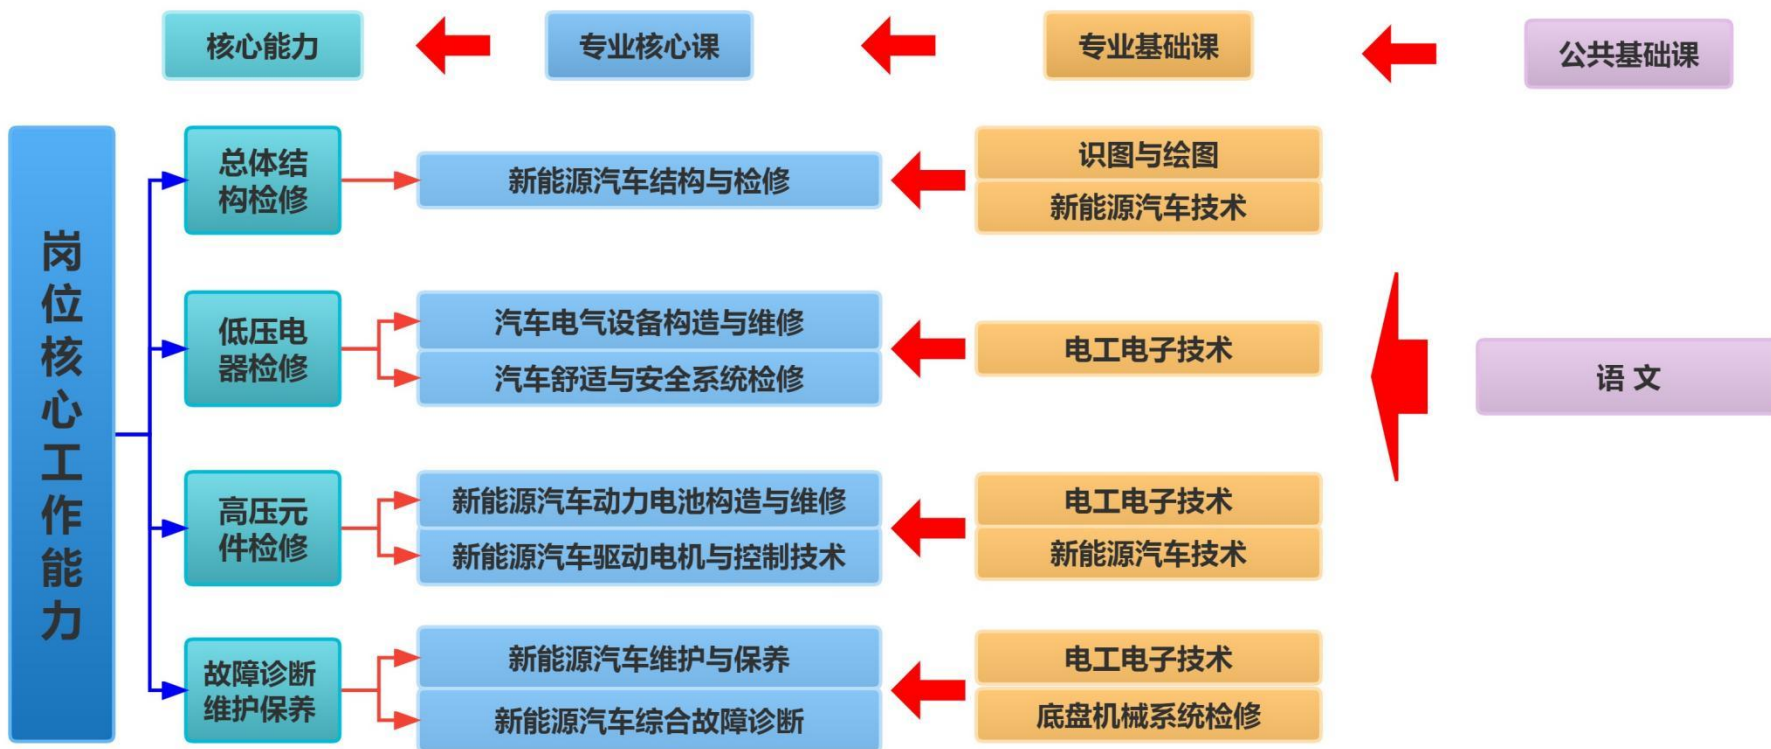 核心能力
专业核心课
专业基础课
公共基础课
岗位核心工作能力
总体结
构检修
新能源汽车结构与检修
识图与绘图
新能源汽车技术
低压电
器检修
汽车电气设备构造与维修
汽车舒适与安全系统检修
电工电子技术
语 文
高压元
件检修
新能源汽车动力电池构造与维修
新能源汽车驱动电机与控制技术
电工电子技术
新能源汽车技术
故障诊断
维护保养
新能源汽车维护与保养
新能源汽车综合故障诊断
电工电子技术
底盘机械系统检修